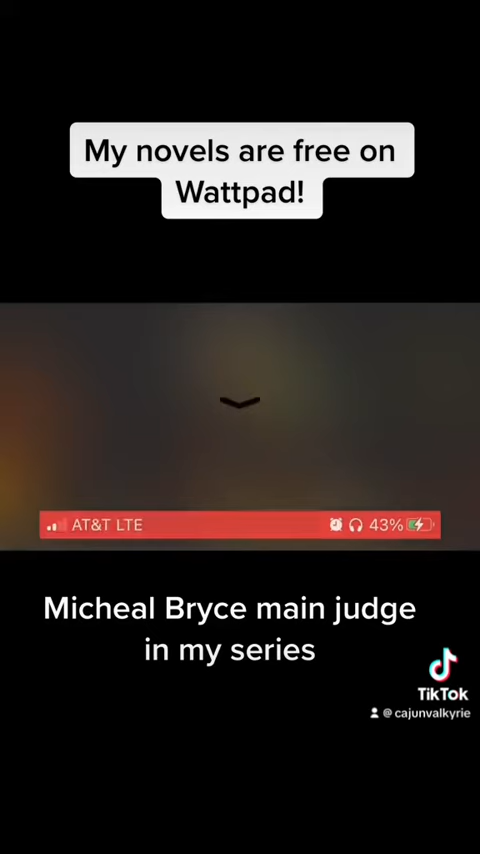 My novels are free on
Wattpad!
AT&T LTE 43%
Micheal Bryce main judge
in my series
TikTok
@cajunvalkyrie